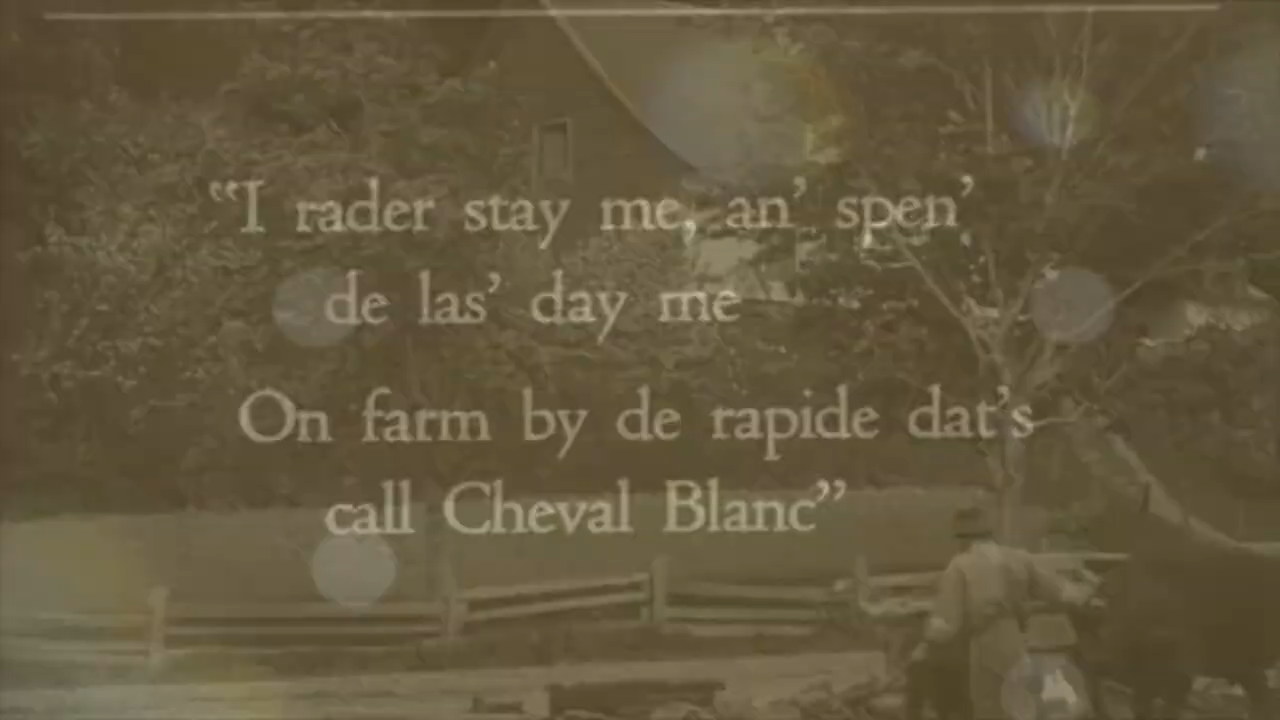 “I rader stay me, an’ spen’
de las’ day me
On farm by de rapide dat’s
call Cheval Blanc”